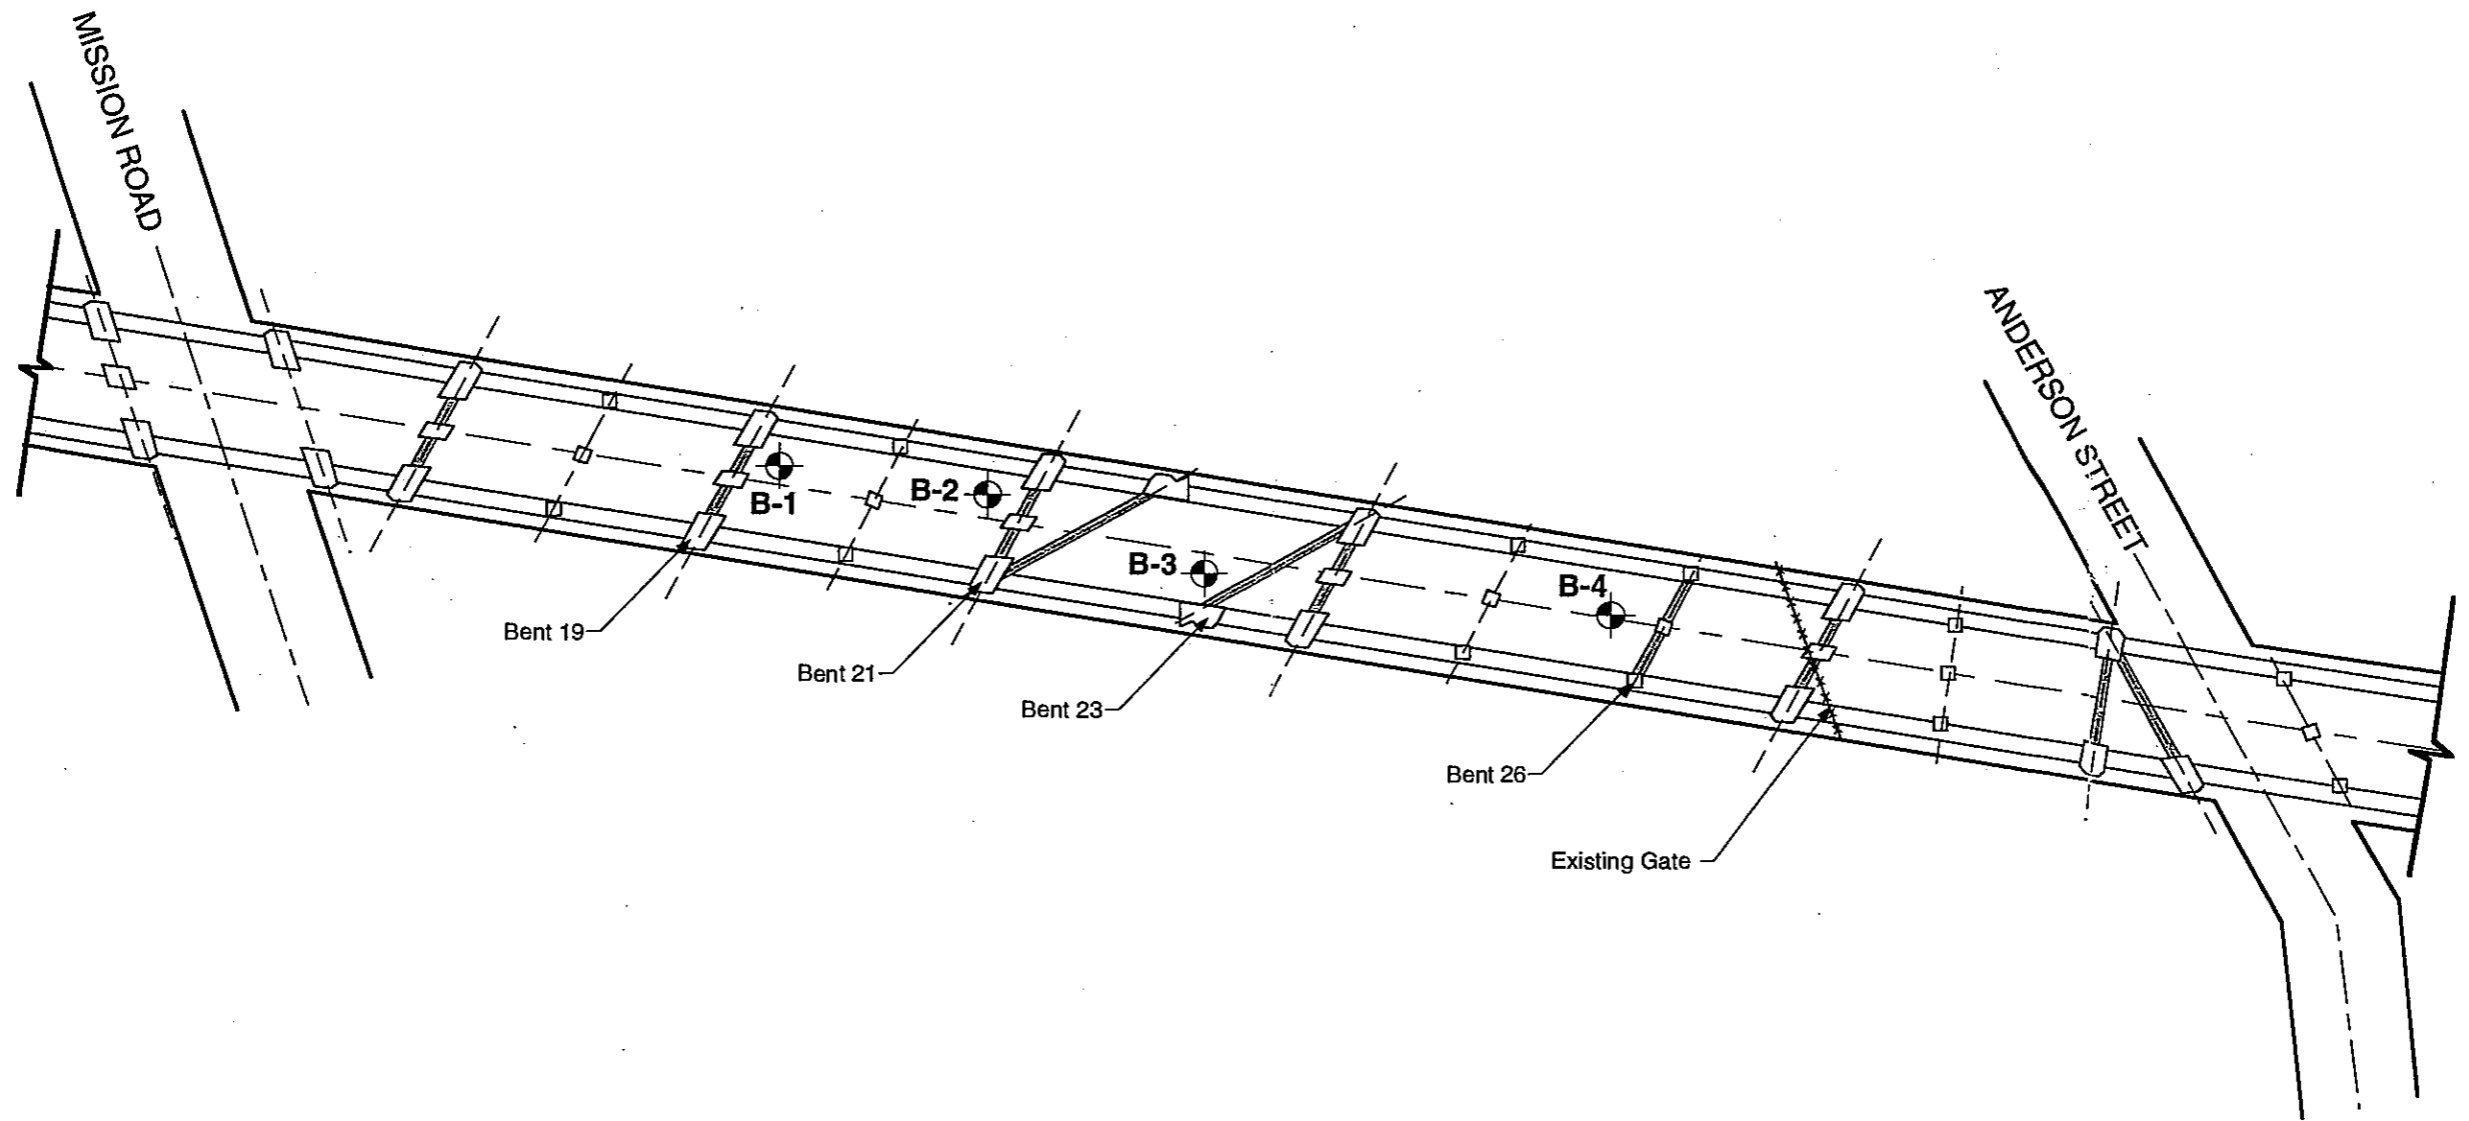 MISSION ROAD
ANDERSON STREET
B-1
B-2
B-3
B-4
Bent 19
Bent 21
Bent 23
Bent 26
Existing Gate